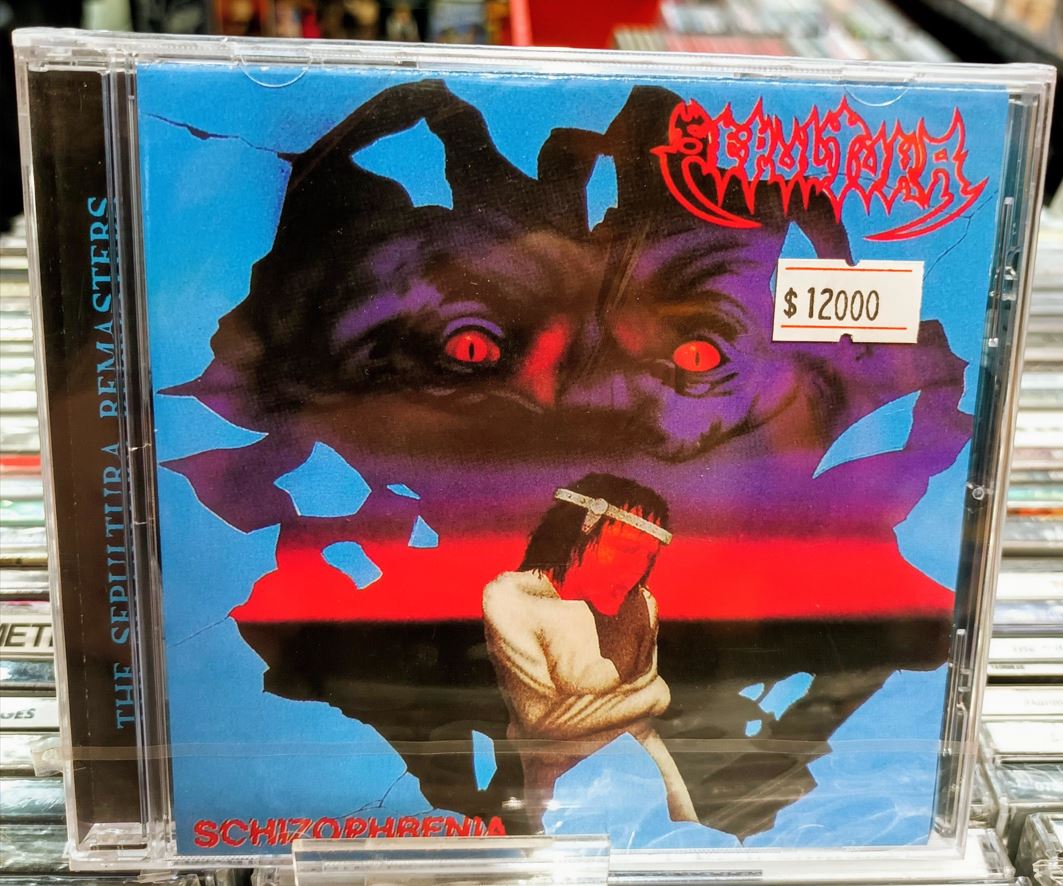 SEPULTURA
$ 12000
THE SEPULTURA REMASTERS
SCHIZOPHRENIA